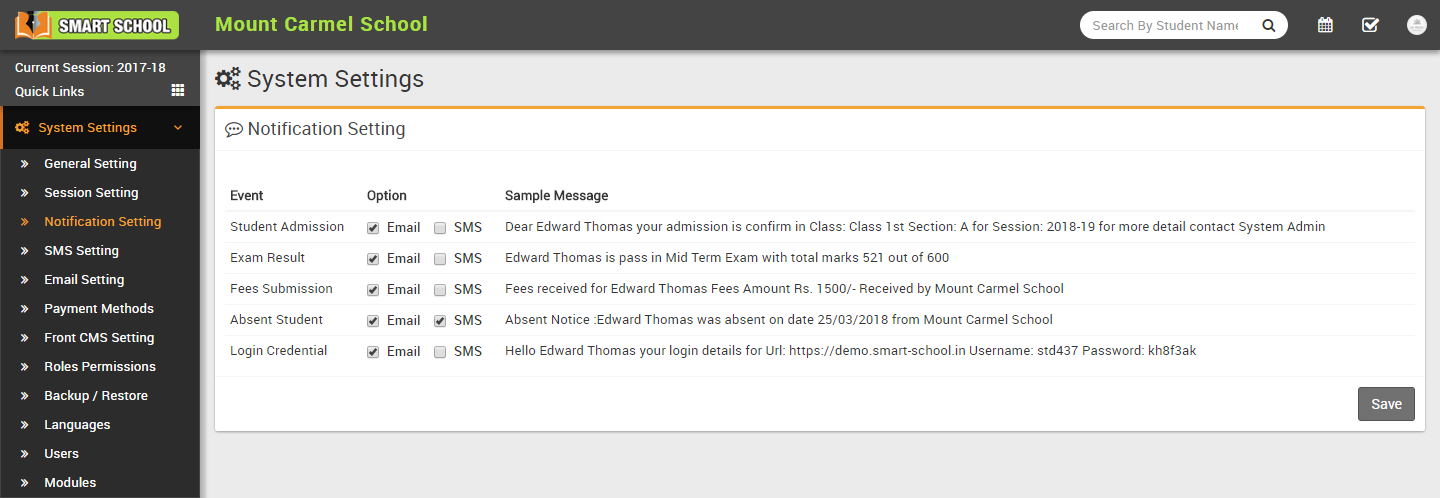 SMART SCHOOL
Mount Carmel School
Search By Student Name
Current Session: 2017-18
Quick Links
System Settings
General Setting
Session Setting
Notification Setting
SMS Setting
Email Setting
Payment Methods
Front CMS Setting
Roles Permissions
Backup / Restore
Languages
Users
Modules
System Settings
Notification Setting
Event Option Sample Message
Student Admission Email SMS Dear Edward Thomas your admission is confirm in Class: Class 1st Section: A for Session: 2018-19 for more detail contact System Admin
Exam Result Email SMS Edward Thomas is pass in Mid Term Exam with total marks 521 out of 600
Fees Submission Email SMS Fees received for Edward Thomas Fees Amount Rs. 1500/- Received by Mount Carmel School
Absent Student Email SMS Absent Notice :Edward Thomas was absent on date 25/03/2018 from Mount Carmel School
Login Credential Email SMS Hello Edward Thomas your login details for Url: https://demo.smart-school.in Username: std437 Password: kh8f3ak
Save